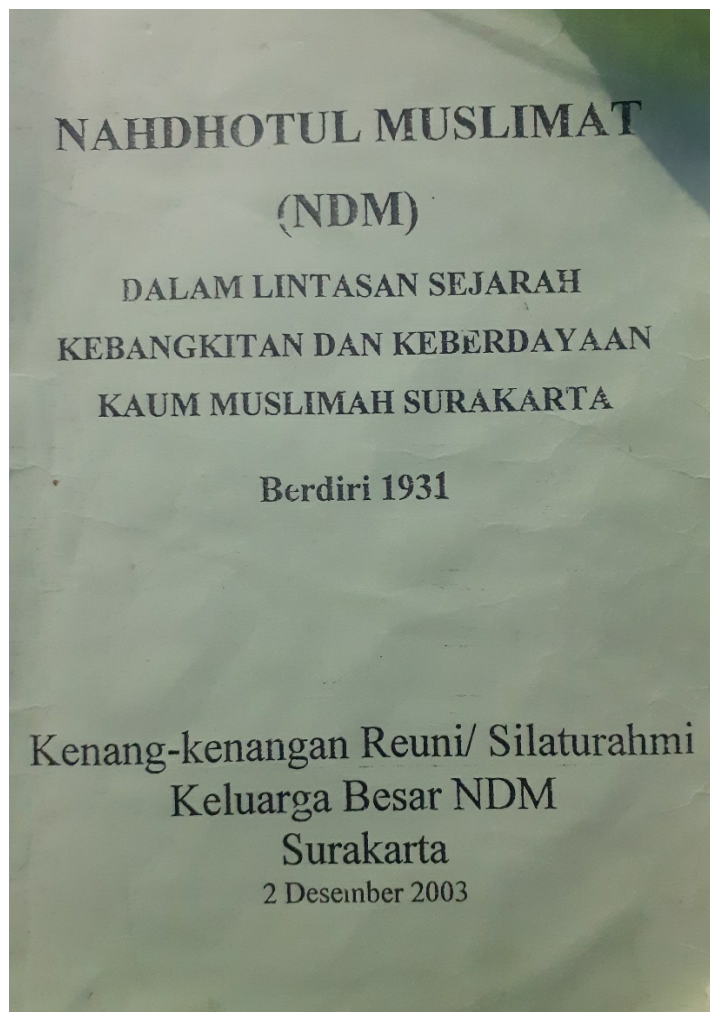 NAHDHOTUL MUSLIMAT
(NDM)
DALAM LINTASAN SEJARAH
KEBANGKITAN DAN KEBERDAYAAN
KAUM MUSLIMAH SURAKARTA
Berdiri 1931
Kenang-kenangan Reuni/ Silaturahmi
Keluarga Besar NDM
Surakarta
2 Desember 2003